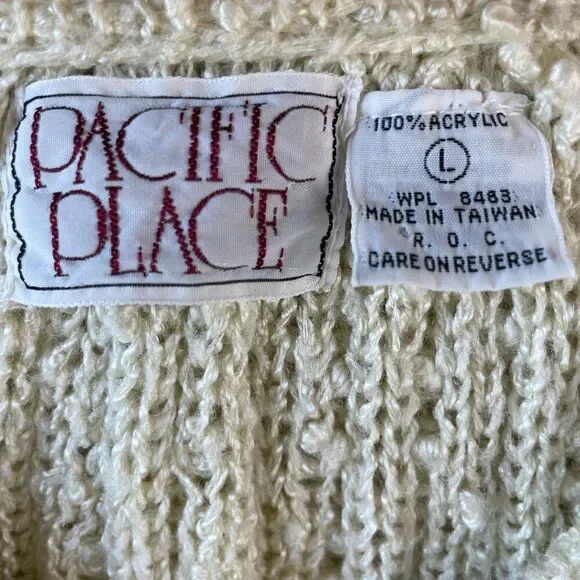 PACIFIC
PLACE
100% ACRYLIC
L
WPL 8483
MADE IN TAIWAN
R. O. C.
CARE ON REVERSE